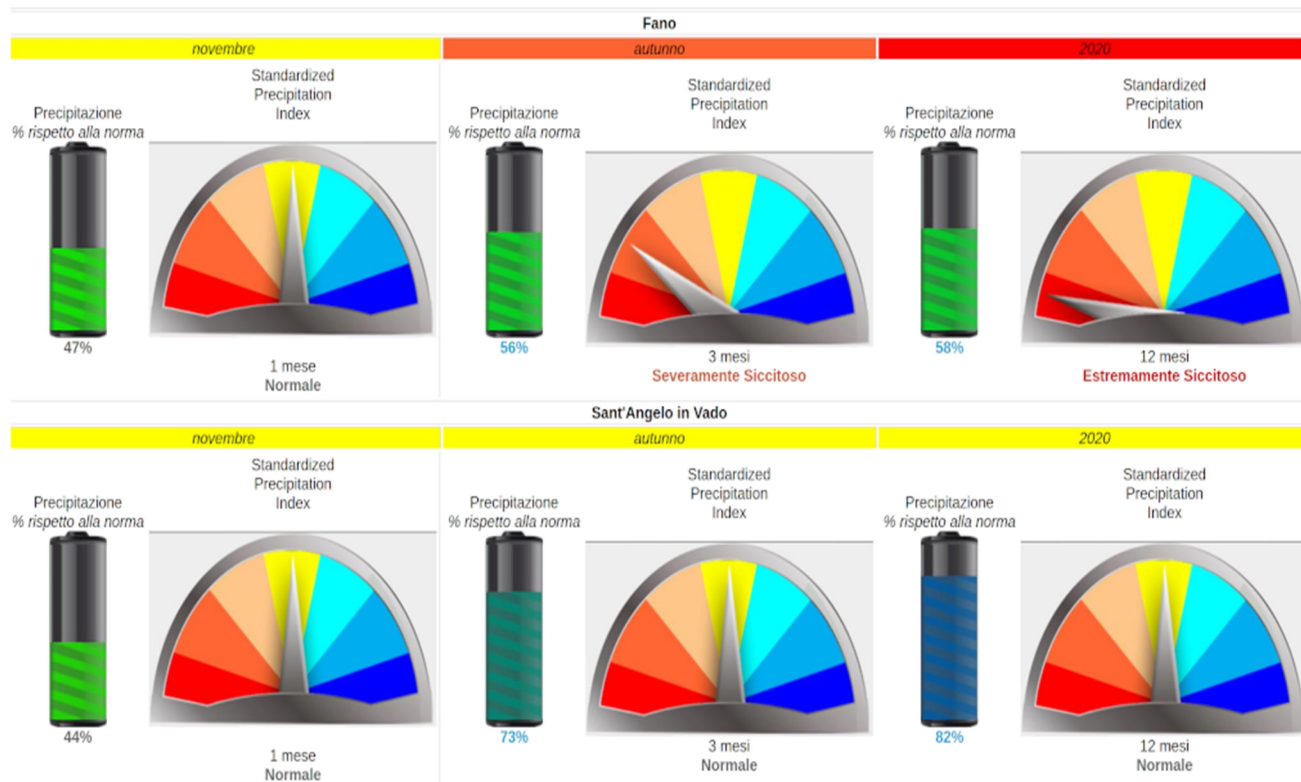 Fano
novembre
autunno
2020
Standardized
Precipitation
Index
Precipitazione
% rispetto alla norma
47%
1 mese
Normale
Standardized
Precipitation
Index
Precipitazione
% rispetto alla norma
56%
3 mesi
Severamente Siccitoso
Standardized
Precipitation
Index
Precipitazione
% rispetto alla norma
58%
12 mesi
Estremamente Siccitoso
Sant'Angelo in Vado
novembre
autunno
2020
Standardized
Precipitation
Index
Precipitazione
% rispetto alla norma
44%
1 mese
Normale
Standardized
Precipitation
Index
Precipitazione
% rispetto alla norma
73%
3 mesi
Normale
Standardized
Precipitation
Index
Precipitazione
% rispetto alla norma
82%
12 mesi
Normale